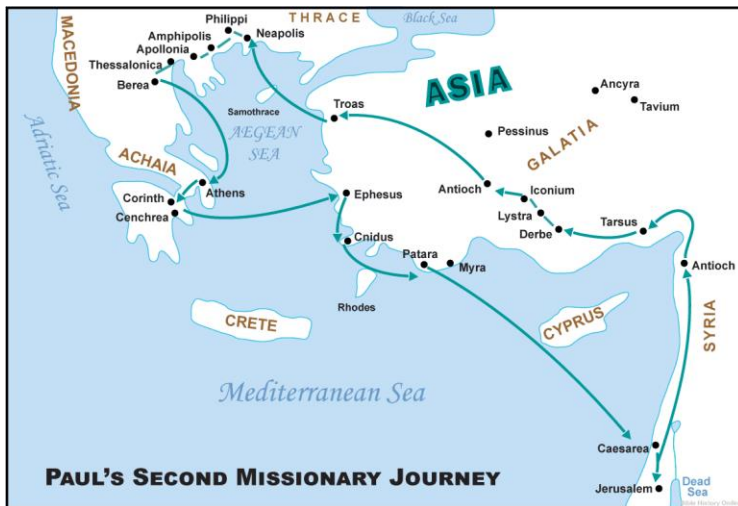 Philippi
THRACE
Black Sea
MACEDONIA
Amphipolis
Neapolis
Apollonia
Thessalonica
Berea
ASIA
Ancyra
Tavium
Samothrace
Troas
AEGEAN
SEA
Pessinus
GALATIA
Adriatic Sea
ACHAIA
Athens
Corinth
Cenchrea
Ephesus
Antioch
Iconium
Lystra
Derbe
Tarsus
Cnidus
Patara
Myra
Antioch
Rhodes
CRETE
CYPRUS
SYRIA
Mediterranean Sea
Caesarea
PAUL'S SECOND MISSIONARY JOURNEY
Jerusalem
Dead
Sea